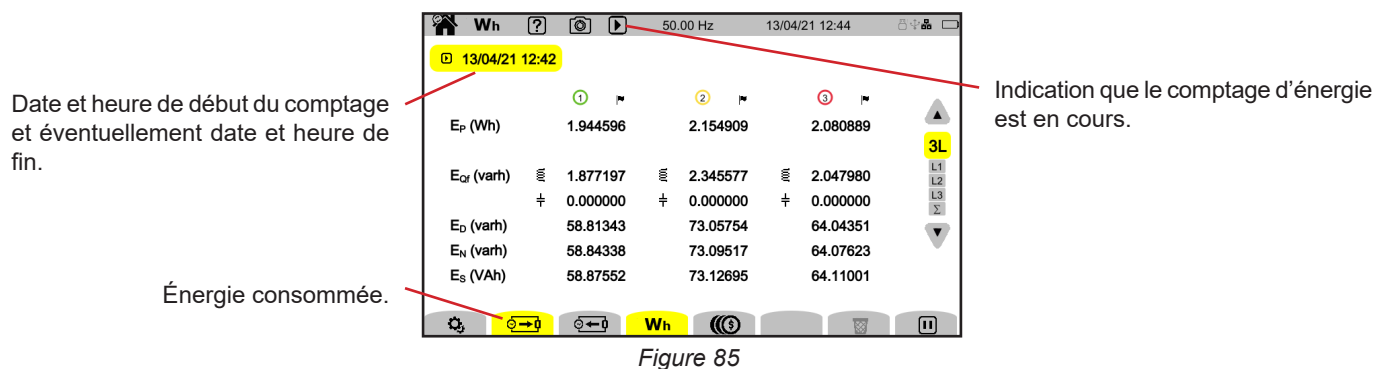 Wh ? 50.00 Hz 13/04/21 12:44
13/04/21 12:42
Date et heure de début du comptage
et éventuellement date et heure de
fin.
Indication que le comptage d’énergie
est en cours.
1 2 3
EP (Wh) 1.944596 2.154909 2.080889
3L
L1
L2
L3
Σ
EQf (varh) 1.877197 2.345577 2.047980
0.000000 0.000000 0.000000
ED (varh) 58.81343 73.05754 64.04351
EN (varh) 58.84338 73.09517 64.07623
ES (VAh) 58.87552 73.12695 64.11001
Énergie consommée.
Wh $
Figure 85